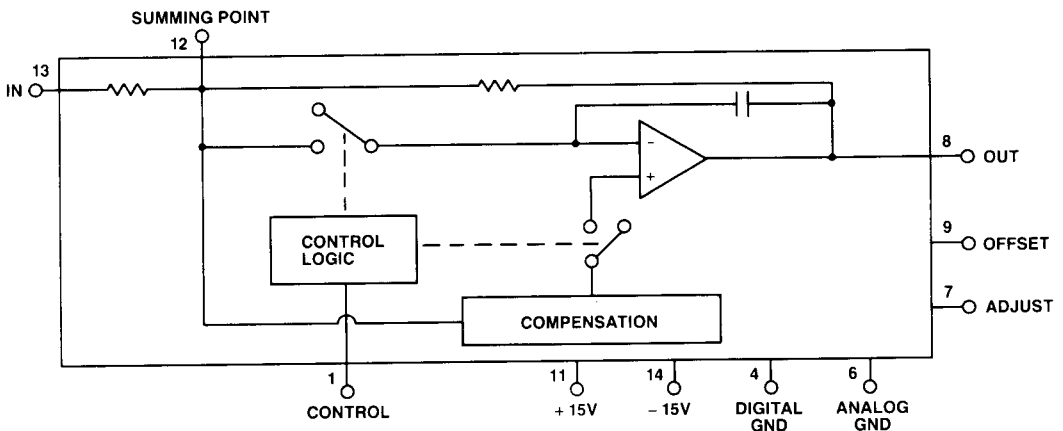 SUMMING POINT
12
13
IN
8
OUT
-
+
9
OFFSET
CONTROL
LOGIC
7
ADJUST
COMPENSATION
1
CONTROL
11
+ 15V
14
- 15V
4
DIGITAL
GND
6
ANALOG
GND